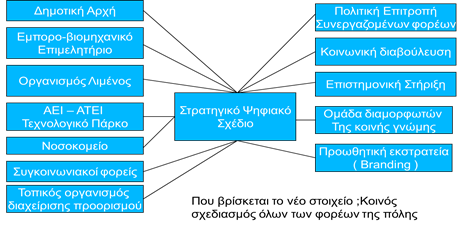 Δημοτική Αρχή
Εμπορο-βιομηχανικό
Επιμελητήριο
Οργανισμός Λιμένος
ΑΕΙ – ΑΤΕΙ
Τεχνολογικό Πάρκο
Νοσοκομείο
Συγκοινωνιακοί φορείς
Τοπικός οργανισμός
διαχείρισης προορισμού
Στρατηγικό Ψηφιακό
Σχέδιο
Πολιτική Επιτροπή
Συνεργαζομένων φορέων
Κοινωνική διαβούλευση
Επιστημονική Στήριξη
Ομάδα διαμορφωτών
Της κοινής γνώμης
Προωθητική εκστρατεία
( Branding )
Που βρίσκεται το νέο στοιχείο ;Κοινός
σχεδιασμός όλων των φορέων της πόλης